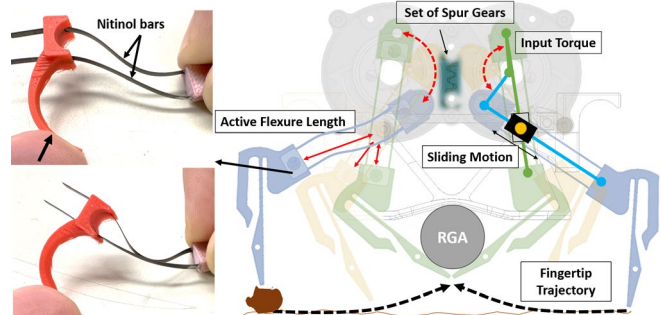 Nitinol bars
Set of Spur Gears
Input Torque
Active Flexure Length
Sliding Motion
RGA
Fingertip
Trajectory